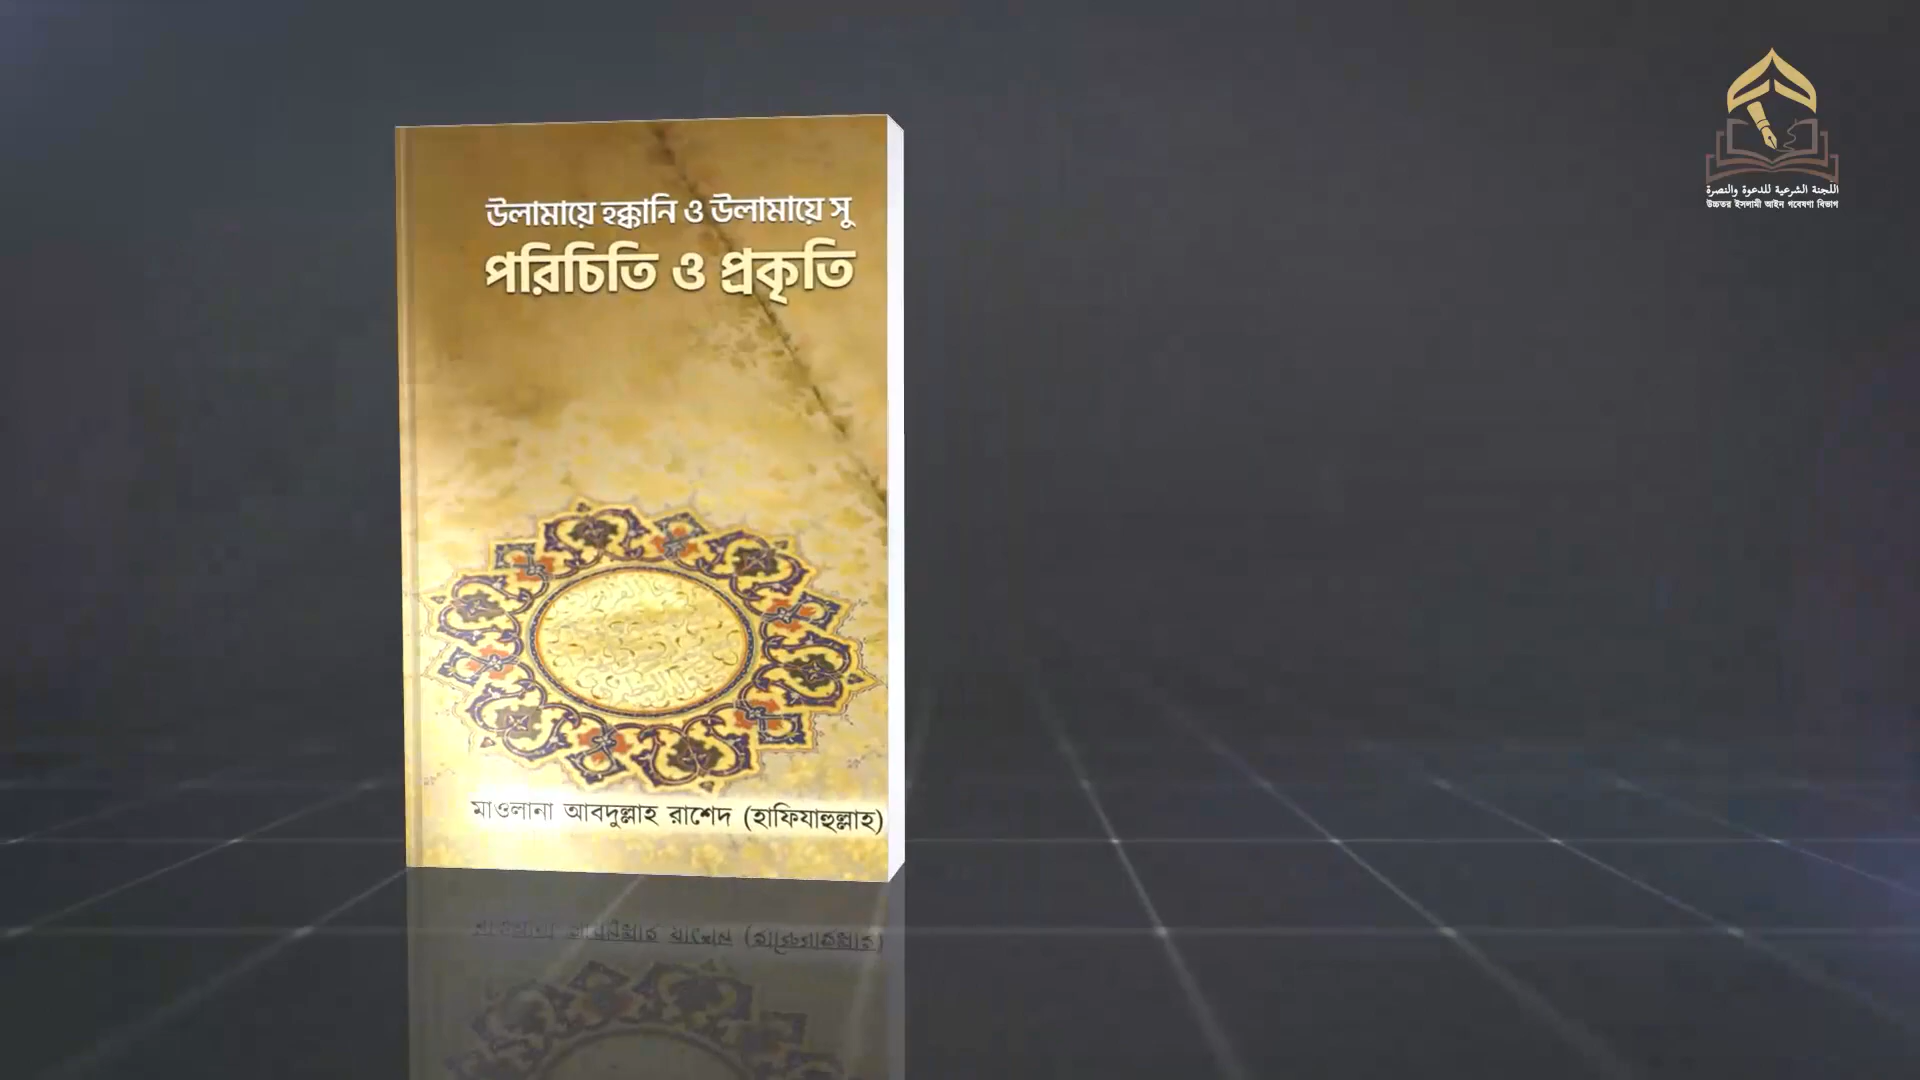 উলামায়ে হক্কানি ও উলামায়ে সু
পরিচিতি ও প্রকৃতি
মাওলানা আবদুল্লাহ রাশেদ (হাফিযাহুল্লাহ)
اللجنة الشرعية للدعوة والنصرة
উচ্চতর ইসলামী আইন গবেষণা বিভাগ